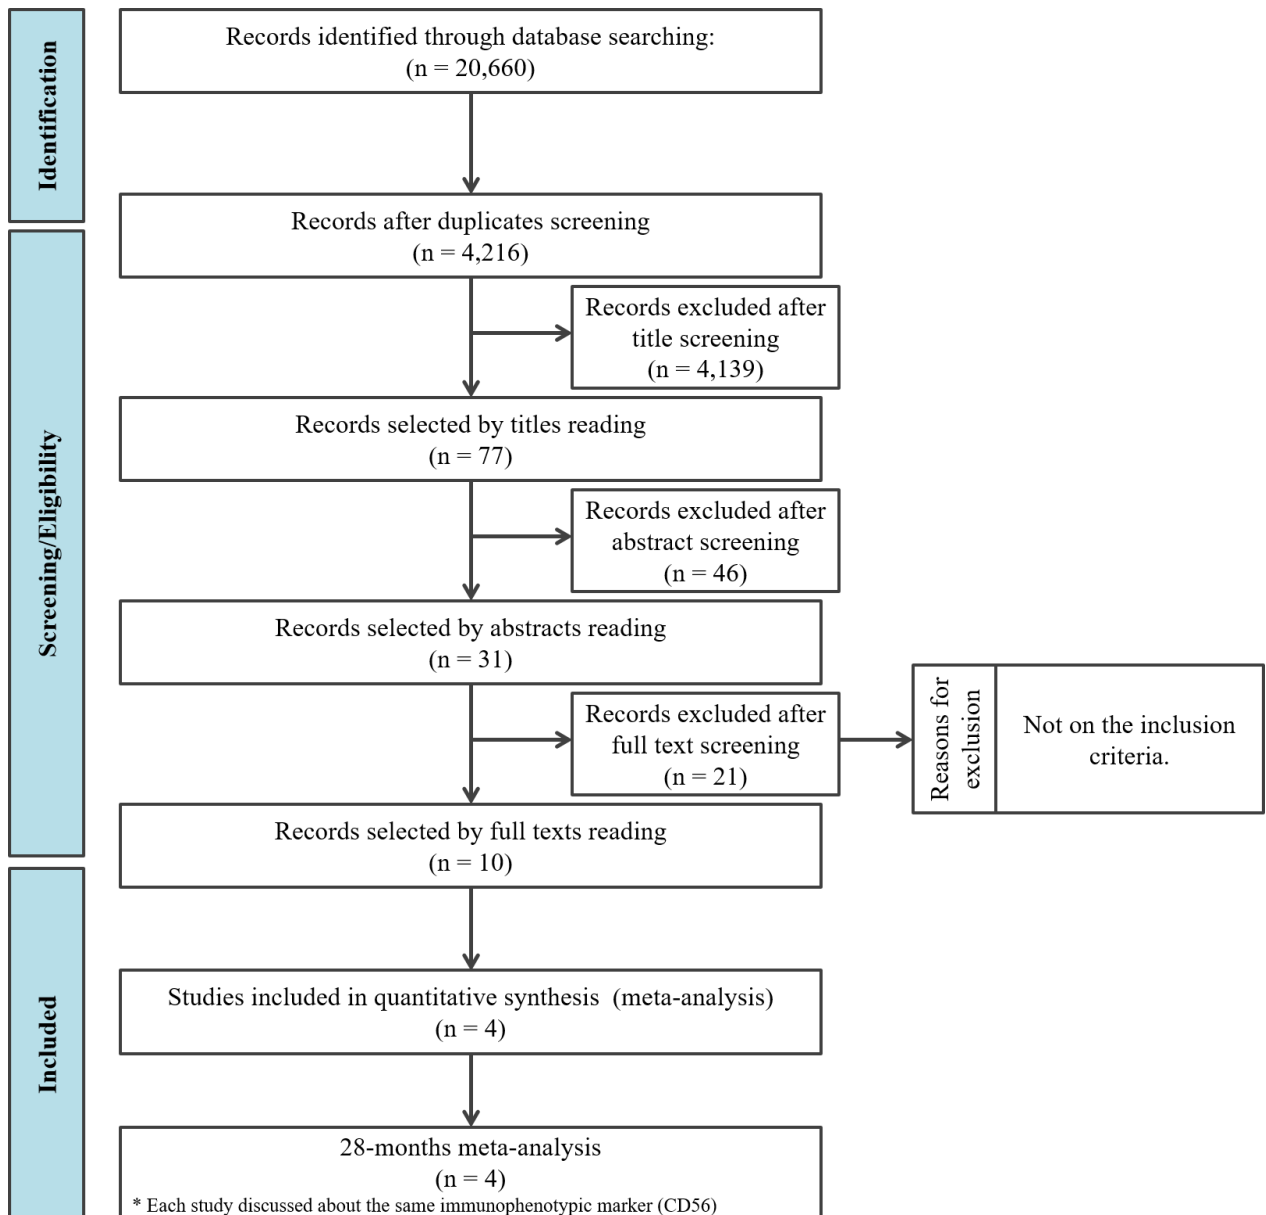 Identification
Records identified through database searching:
(n = 20,660)
Records after duplicates screening
(n = 4,216)
Screening/Eligibility
Records excluded after
title screening
(n = 4,139)
Records selected by titles reading
(n = 77)
Records excluded after
abstract screening
(n = 46)
Records selected by abstracts reading
(n = 31)
Records excluded after
full text screening
(n = 21)
Reasons for
exclusion
Not on the inclusion
criteria.
Records selected by full texts reading
(n = 10)
Included
Studies included in quantitative synthesis (meta-analysis)
(n = 4)
28-months meta-analysis
(n = 4)
* Each study discussed about the same immunophenotypic marker (CD56)